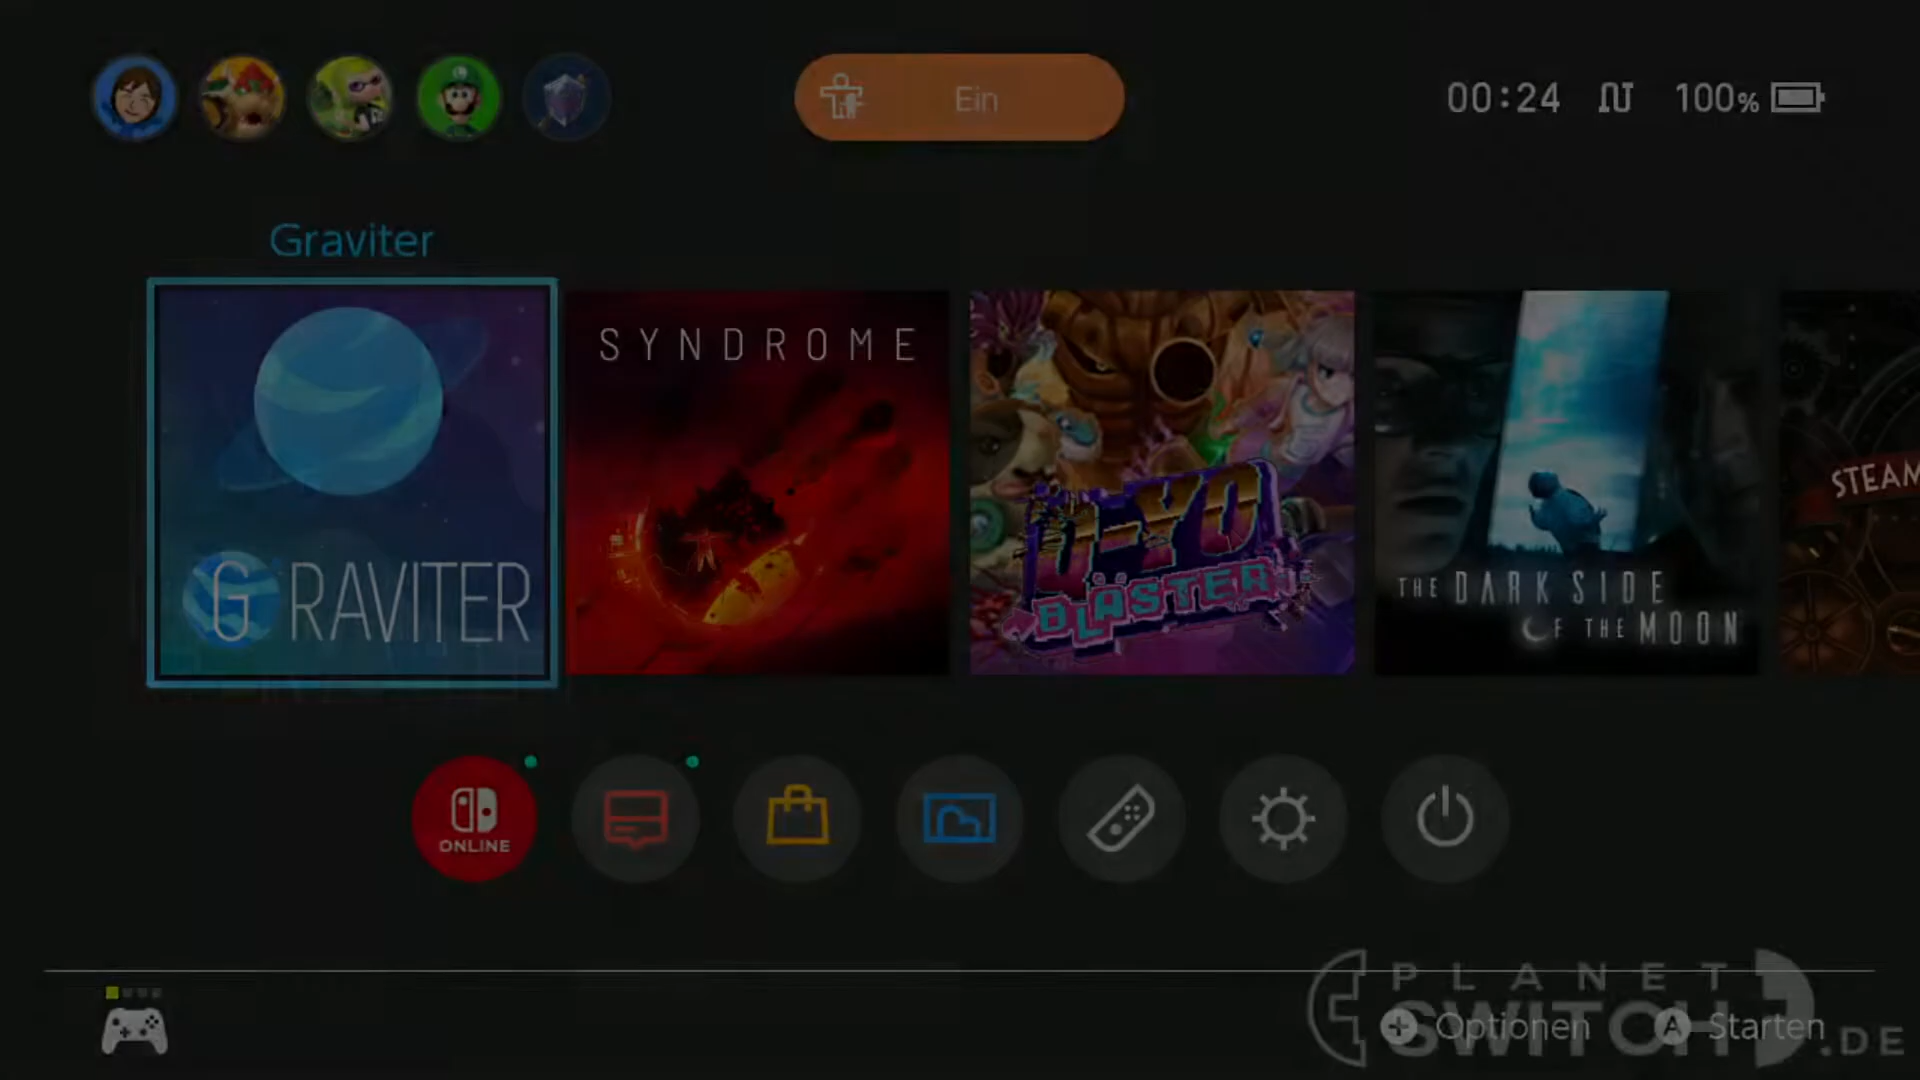 Ein
00:24
100%
Graviter
GRAVITER
SYNDROME
Q-YO
BLASTER
THE DARK SIDE
OF THE MOON
STEAM
ONLINE
PLANET
SWITCH.DE
Optionen
A Starten